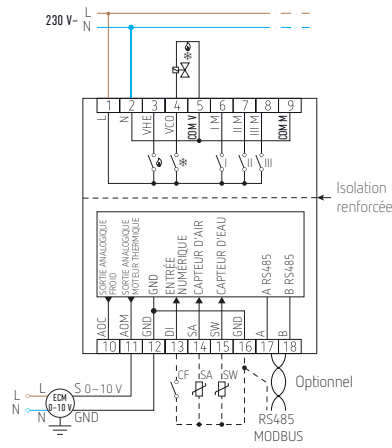 L
N
230 V~
1 2 3 4 5 6 7 8 9
L
N
VHE
VCO
COM V
I M
II M
III M
COM M
I II III
Isolation
renforcée
SORTIE ANALOGIQUE
FROID
SORTIE ANALOGIQUE
MOTEUR THERMIQUE
GND
ENTRÉE
NUMÉRIQUE
CAPTEUR D'AIR
CAPTEUR D'EAU
A RS485
B RS485
AOC
AOM
GND
DI
SA
SW
GND
A
B
10 11 12 13 14 15 16 17 18
CF SA SW
Optionnel
RS485
MODBUS
L L
N N
ECM
0-10 V
S 0-10 V
GND